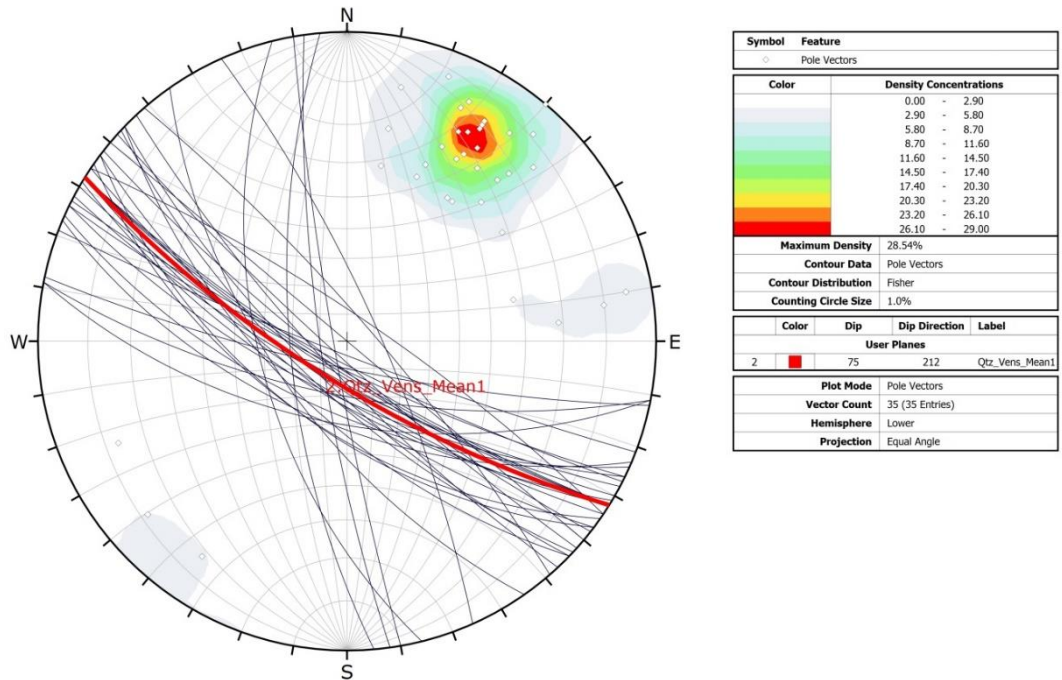 N
W
E
S
2:Qtz_Vens_Mean1
Symbol Feature
Pole Vectors
Color Density Concentrations
0.00 - 2.90
2.90 - 5.80
5.80 - 8.70
8.70 - 11.60
11.60 - 14.50
14.50 - 17.40
17.40 - 20.30
20.30 - 23.20
23.20 - 26.10
26.10 - 29.00
Maximum Density 28.54%
Contour Data Pole Vectors
Contour Distribution Fisher
Counting Circle Size 1.0%
Color Dip Dip Direction Label
User Planes
2 75 212 Qtz_Vens_Mean1
Plot Mode Pole Vectors
Vector Count 35 (35 Entries)
Hemisphere Lower
Projection Equal Angle